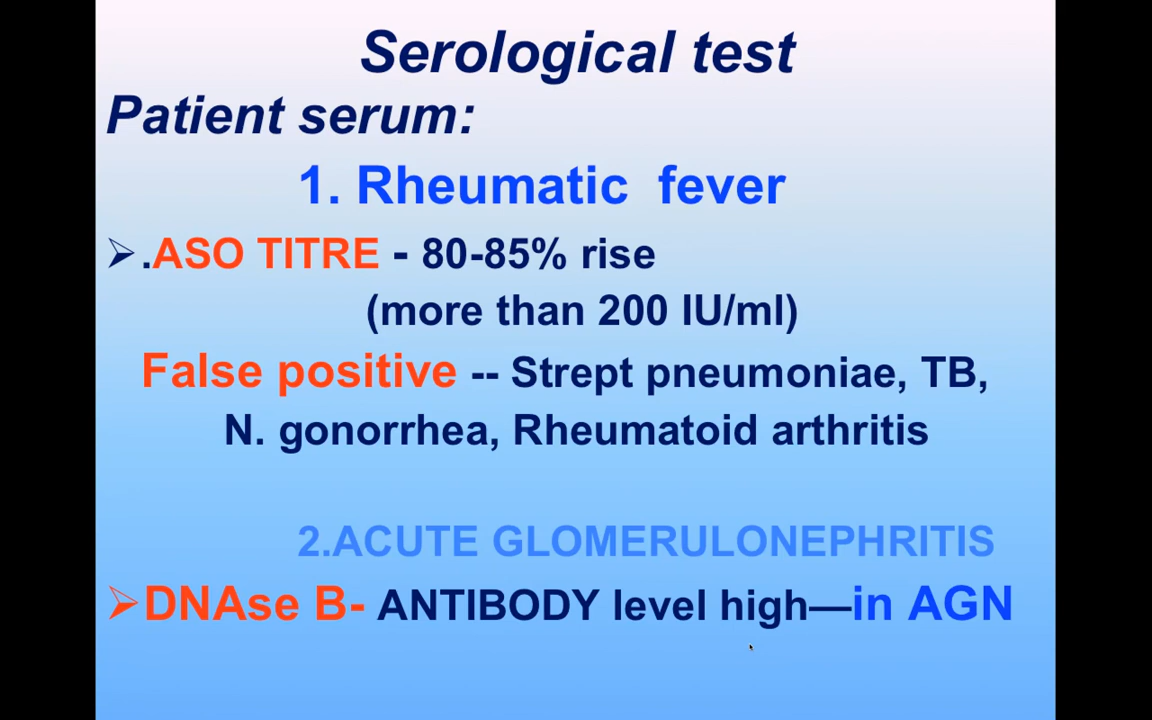 Serological test
Patient serum:
1. Rheumatic fever
➢.ASO TITRE - 80-85% rise
(more than 200 IU/ml)
False positive -- Strept pneumoniae, TB,
N. gonorrhea, Rheumatoid arthritis
2.ACUTE GLOMERULONEPHRITIS
➢DNAse B- ANTIBODY level high—in AGN